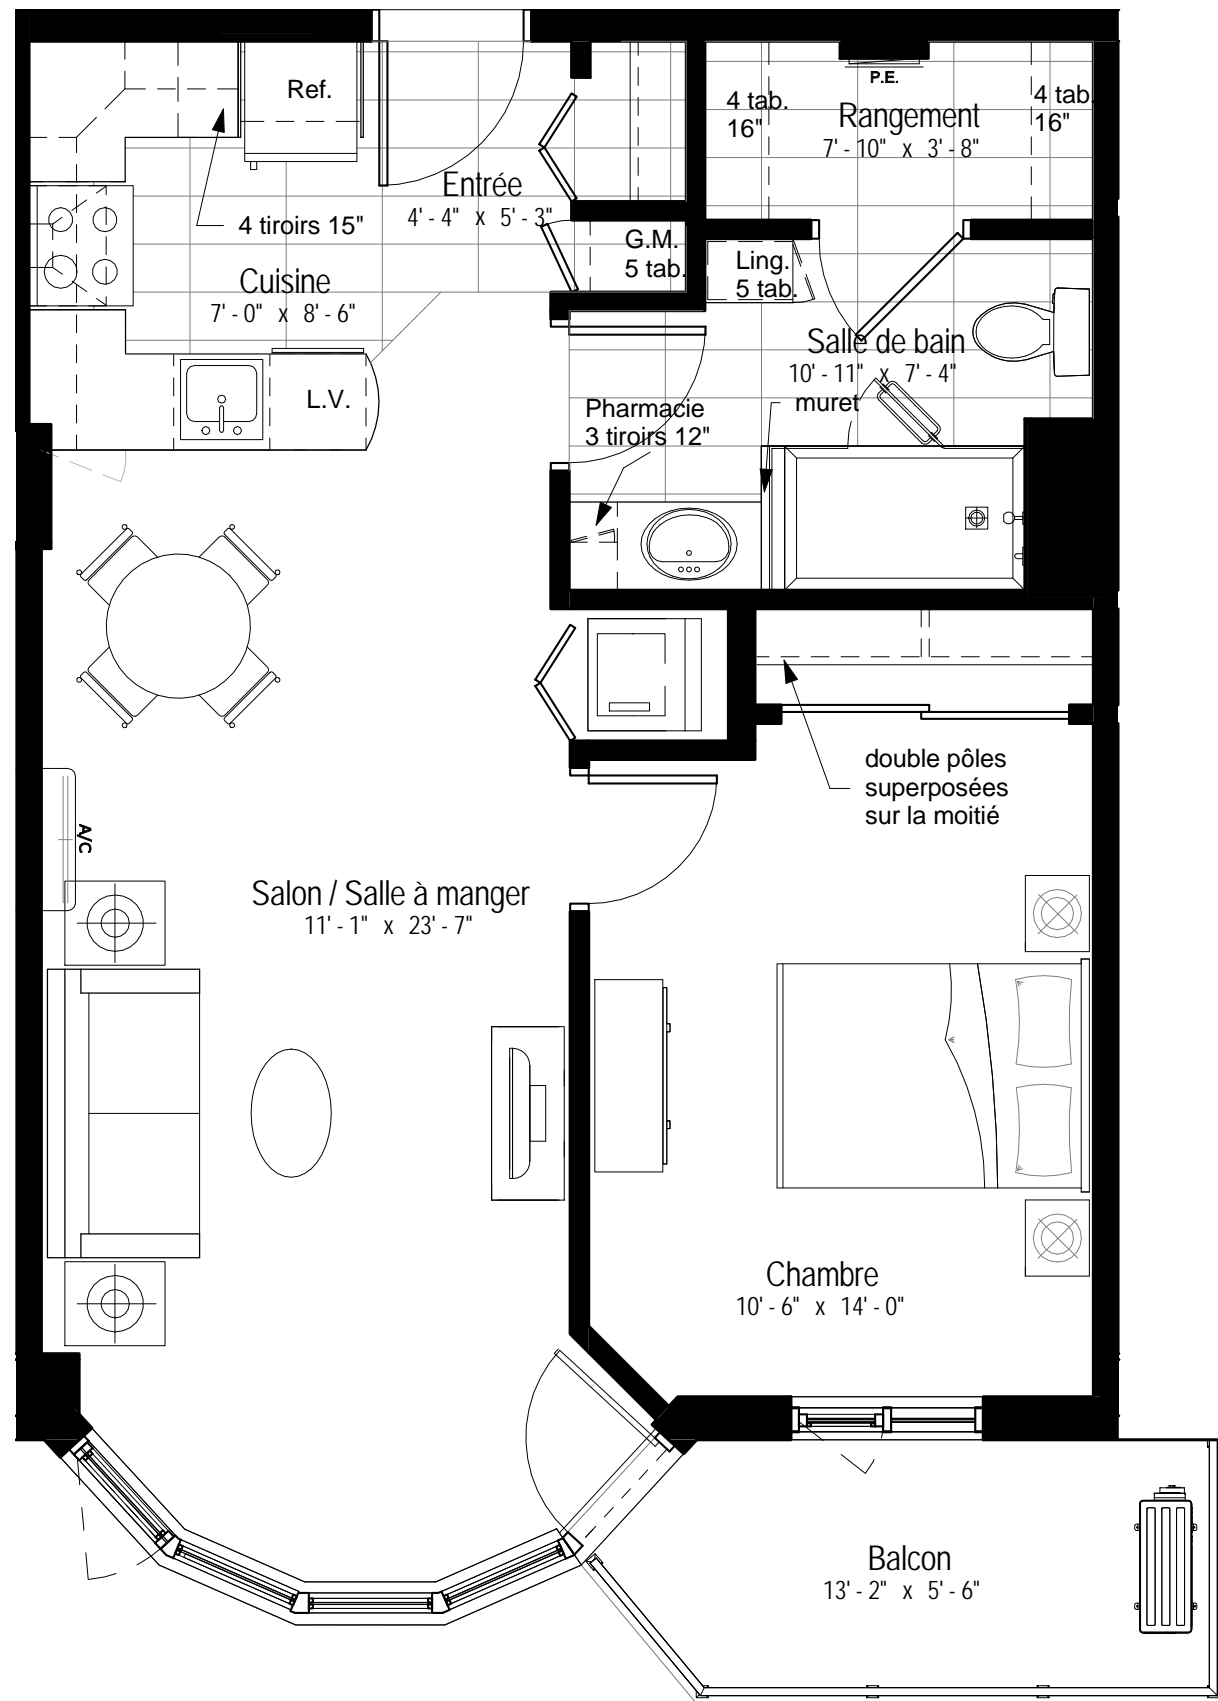 Ref.
P.E.
4 tab.
16"
4 tab.
16"
Rangement
7' - 10" x 3' - 8"
Entrée
4' - 4" x 5' - 3"
4 tiroirs 15"
G.M.
5 tab.
Ling.
5 tab.
Cuisine
7' - 0" x 8' - 6"
Salle de bain
10' - 11" x 7' - 4"
L.V.
Pharmacie
3 tiroirs 12"
muret
double pôles
superposées
sur la moitié
A/C
Salon / Salle à manger
11' - 1" x 23' - 7"
Chambre
10' - 6" x 14' - 0"
Balcon
13' - 2" x 5' - 6"